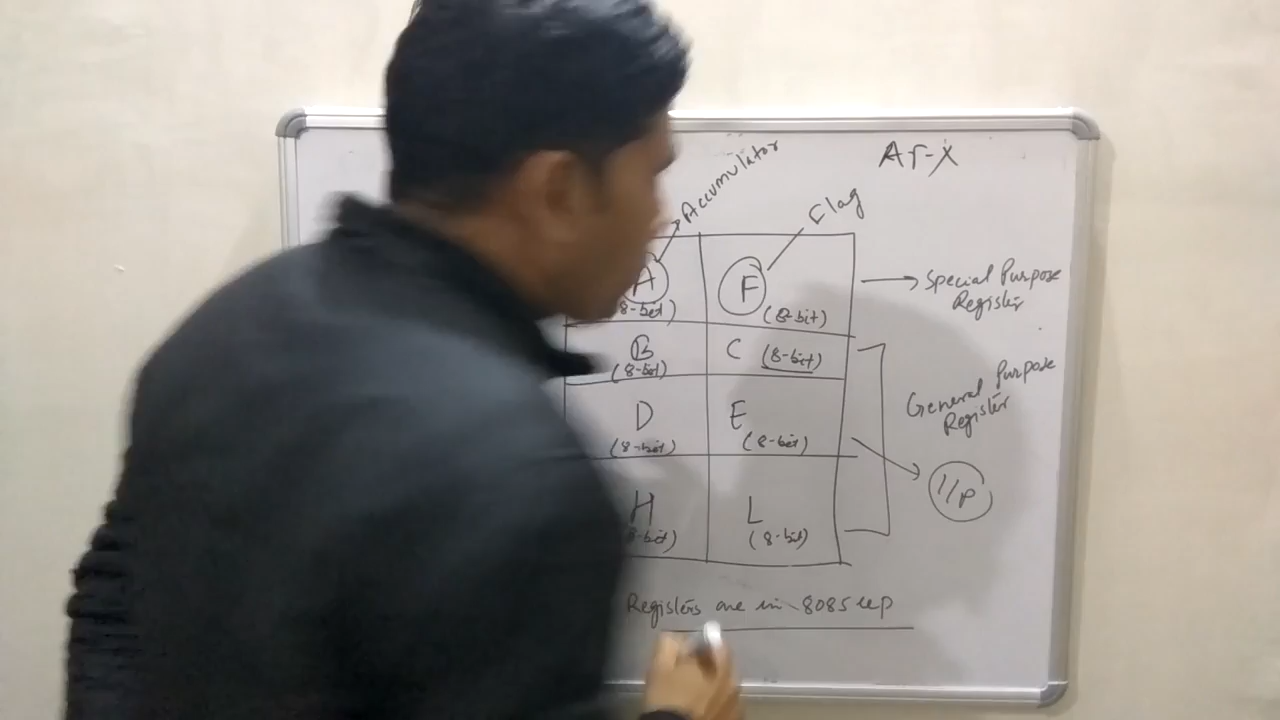 AF-X
Accumulator
Flag
A
(8-bit)
F
(8-bit)
Special Purpose
Register
B
(8-bit)
C (8-bit)
General Purpose
Register
D
(8-bit)
E
(8-bit)
I/P
H
8-bit)
L
(8-bit)
Registers are in 8085 up